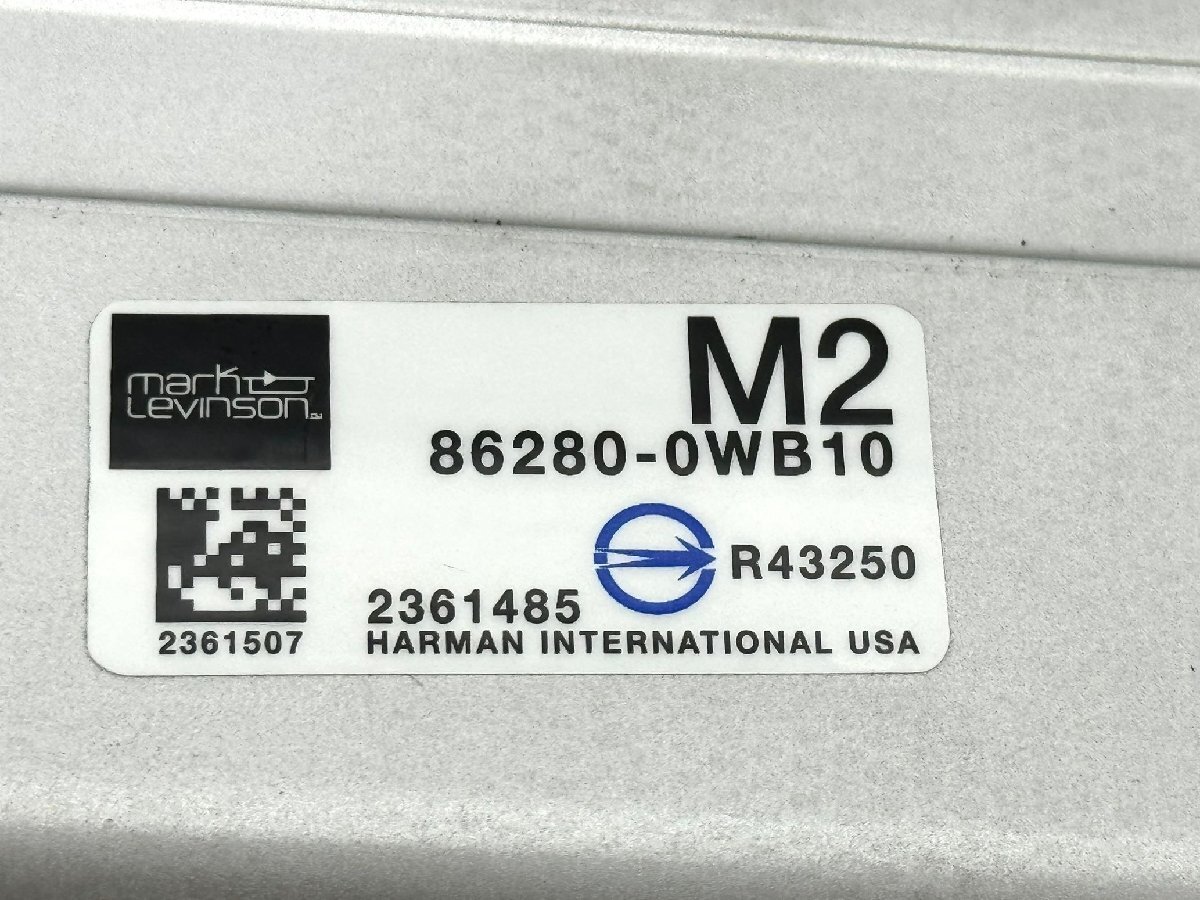 mark
Levinson
M2
86280-0WB10
R43250
2361485
2361507
HARMAN INTERNATIONAL USA